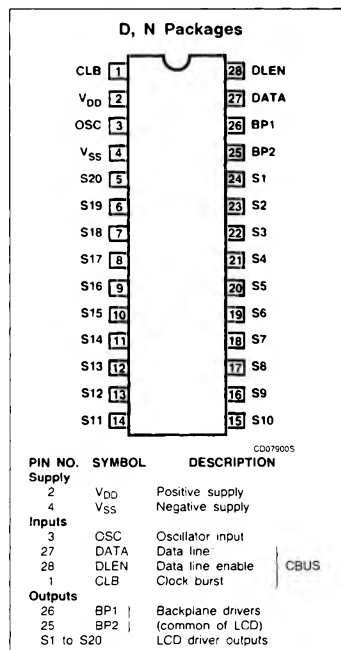 D, N Packages
CLB 1 28 DLEN
VDD 2 27 DATA
OSC 3 26 BP1
VSS 4 25 BP2
S20 5 24 S1
S19 6 23 S2
S18 7 22 S3
S17 8 21 S4
S16 9 20 S5
S15 10 19 S6
S14 11 18 S7
S13 12 17 S8
S12 13 16 S9
S11 14 15 S10
CD07900S
PIN NO. SYMBOL DESCRIPTION
Supply
2 VDD Positive supply
4 VSS Negative supply
Inputs
3 OSC Oscillator input
27 DATA Data line
28 DLEN Data line enable
1 CLB Clock burst
CBUS
Outputs
26 BP1 Backplane drivers
25 BP2 (common of LCD)
S1 to S20 LCD driver outputs